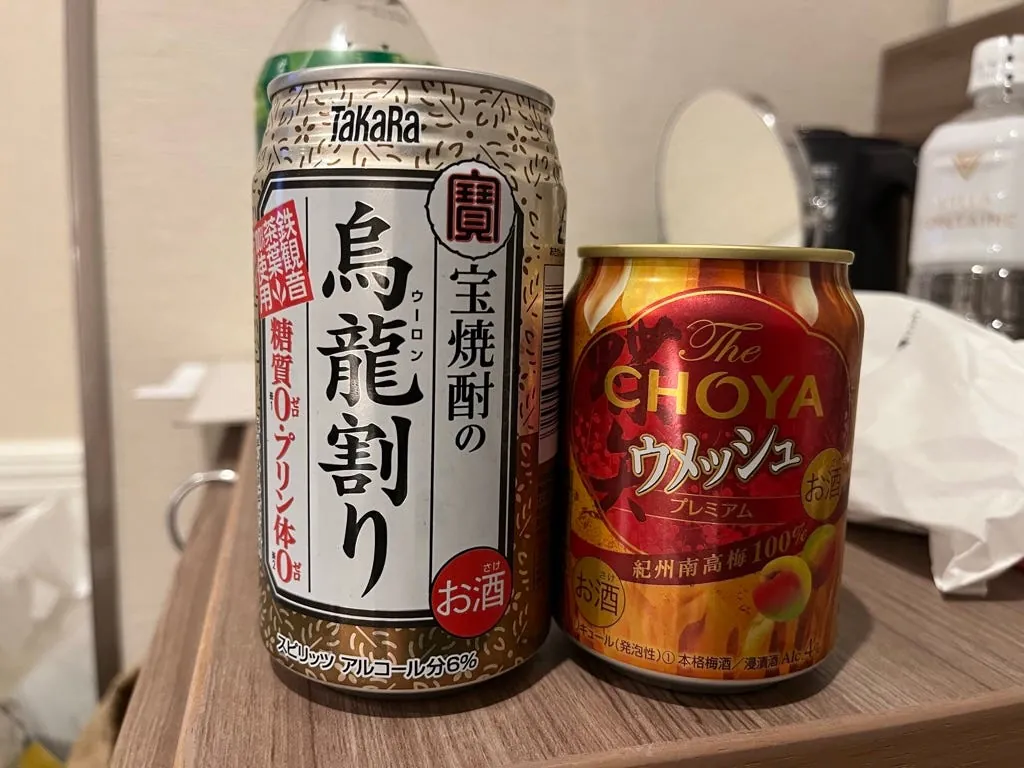 TaKaRa
寶
宝焼酎の
烏龍割り
ウーロン
鉄観音
茶葉
使用
糖質0・プリン体0
ゼロ
ゼロ
さけ
お酒
スピリッツ アルコール分6%
The
CHOYA
ウメッシュ
プレミアム
お酒
紀州南高梅100%
さけ
お酒
キュール(発泡性)① 本格梅酒/浸漬酒 Alc.